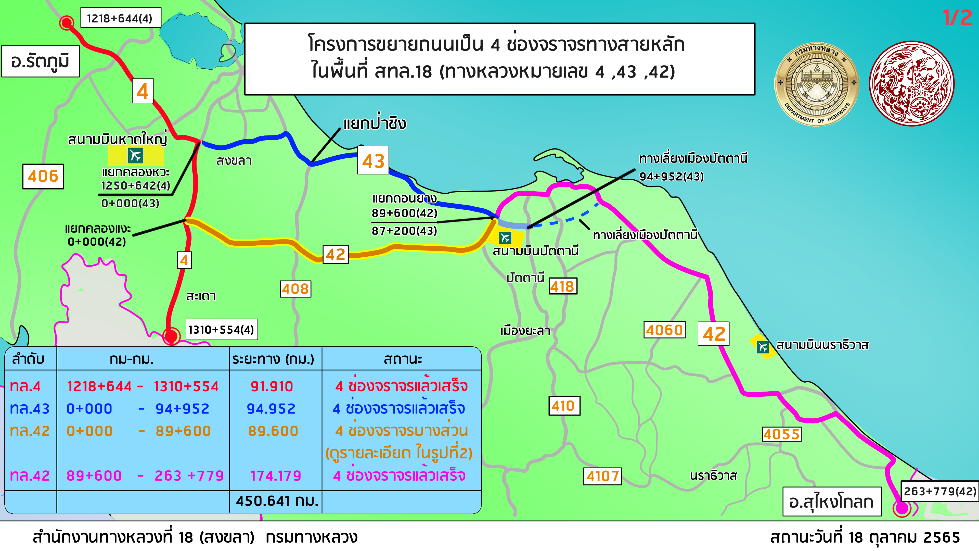 1/2
1218+644(4)
อ.รัตภูมิ
โครงการขยายถนนเป็น 4 ช่องจราจรทางสายหลัก
ในพื้นที่ สทล.18 (ทางหลวงหมายเลข 4 ,43 ,42)
กรมทางหลวง
DEPARTMENT OF HIGHWAYS
4
สนามบินหาดใหญ่
แยกป่าชิง
สงขลา
43
406
แยกคลองหวะ
1250+642(4)
0+000(43)
ทางเลี่ยงเมืองปัตตานี
94+952(43)
แยกดอนยาง
89+600(42)
87+200(43)
แยกคลองแงะ
0+000(42)
ทางเลี่ยงเมืองปัตตานี
สนามบินปัตตานี
4
42
ปัตตานี
408
418
สะเดา
1310+554(4)
เมืองยะลา
4060
42
สนามบินนราธิวาส
410
4055
4107
นราธิวาส
อ.สุไหงโกลก
263+779(42)
ลำดับ กม-กม. ระยะทาง (กม.) สถานะ
ทล.4 1218+644 - 1310+554 91.910 4 ช่องจราจรแล้วเสร็จ
ทล.43 0+000 - 94+952 94.952 4 ช่องจราจรแล้วเสร็จ
ทล.42 0+000 - 89+600 89.600 4 ช่องจราจรบางส่วน
(ดูรายละเอียด ในรูปที่2)
ทล.42 89+600 - 263 +779 174.179 4 ช่องจราจรแล้วเสร็จ
450.641 กม.
สำนักงานทางหลวงที่ 18 (สงขลา) กรมทางหลวง
สถานะวันที่ 18 ตุลาคม 2565